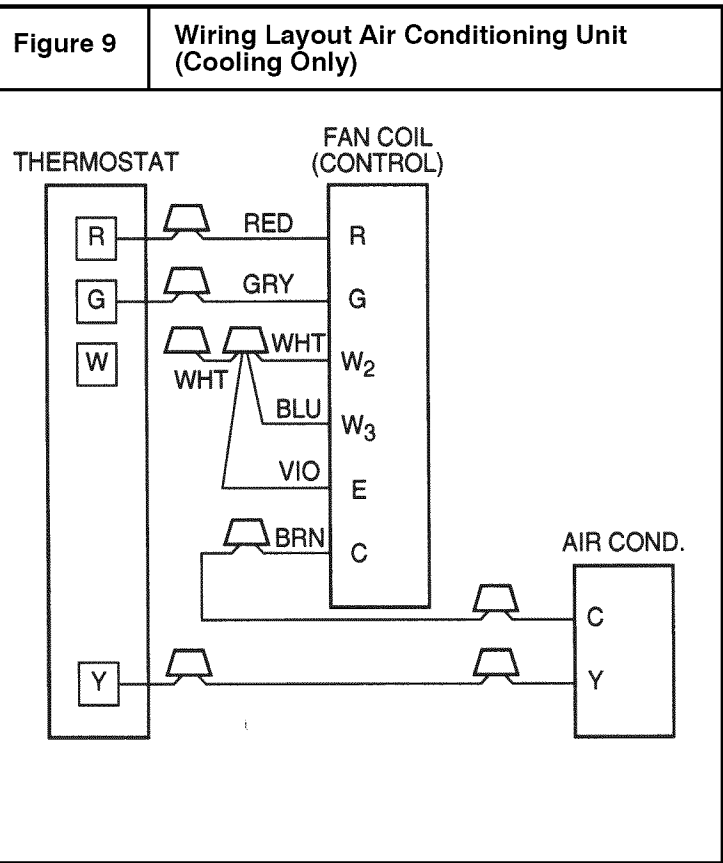 Figure 9
Wiring Layout Air Conditioning Unit
(Cooling Only)
THERMOSTAT
FAN COIL
(CONTROL)
R
RED
R
G
GRY
G
W
WHT
WHT
W2
BLU
W3
VIO
E
BRN
C
AIR COND.
C
Y
Y